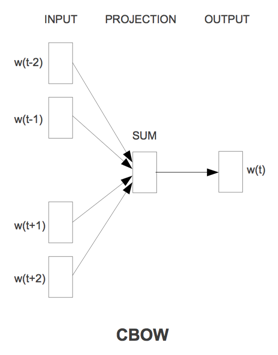 INPUT PROJECTION OUTPUT
w(t-2)
w(t-1)
SUM
w(t)
w(t+1)
w(t+2)
CBOW